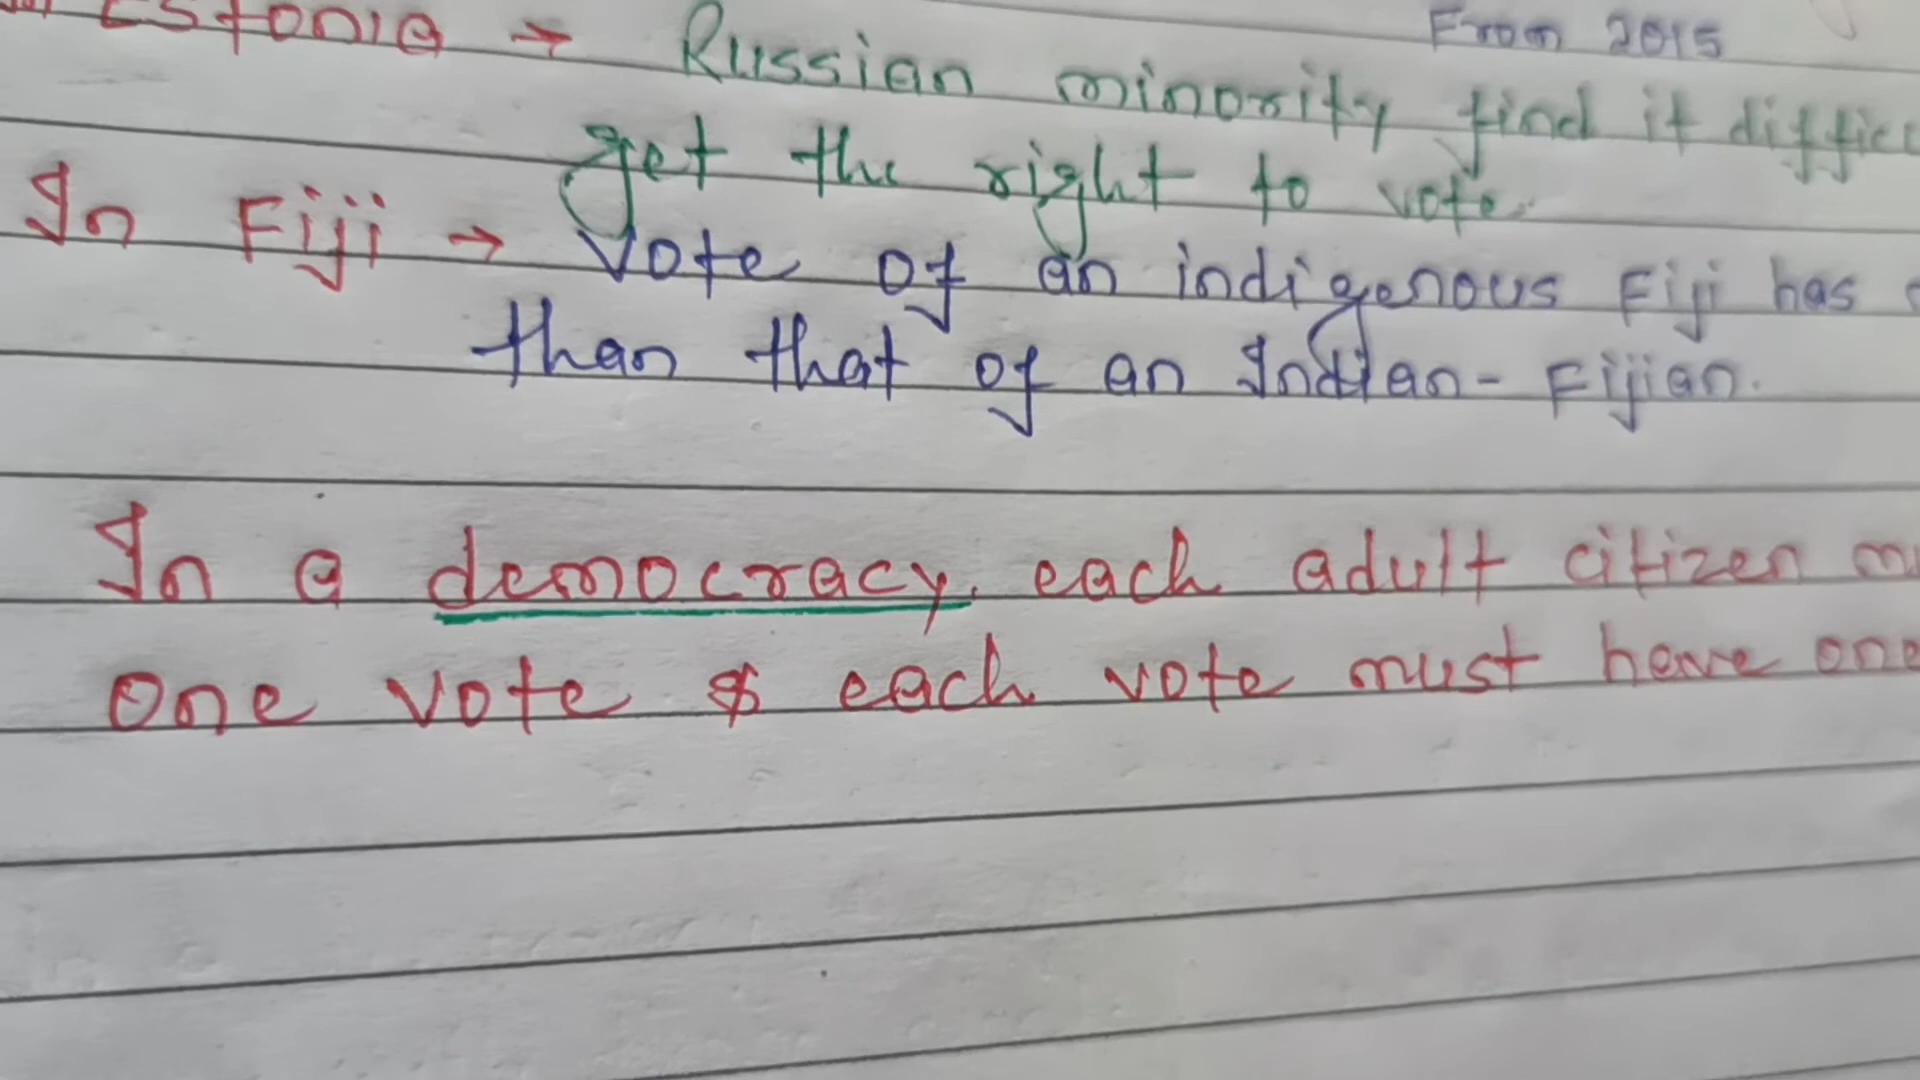 From 2015
Estonia → Russian minority find it
get the right to vote.
In Fiji → Vote of an indigenous Fiji has
than that of an Indian-Fijian.
In a democracy, each adult citizen
one vote & each vote must have one